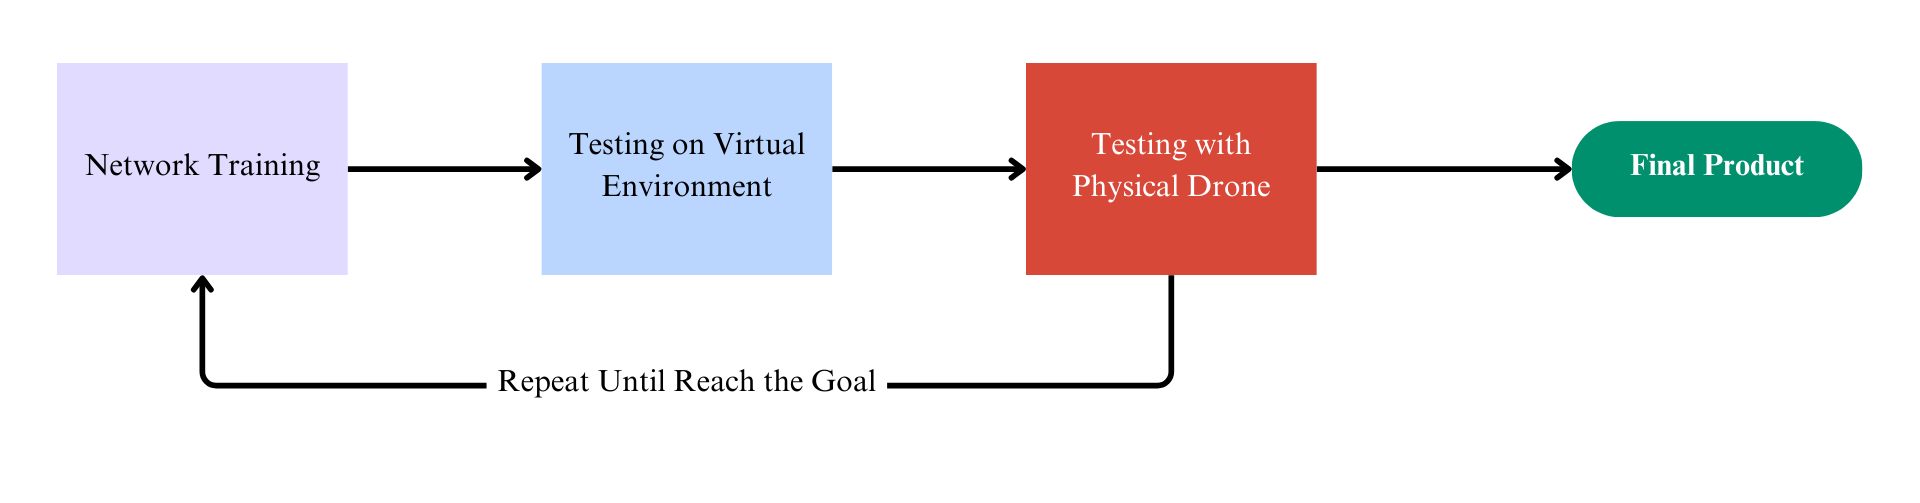 Network Training
Testing on Virtual
Environment
Testing with
Physical Drone
Final Product
Repeat Until Reach the Goal